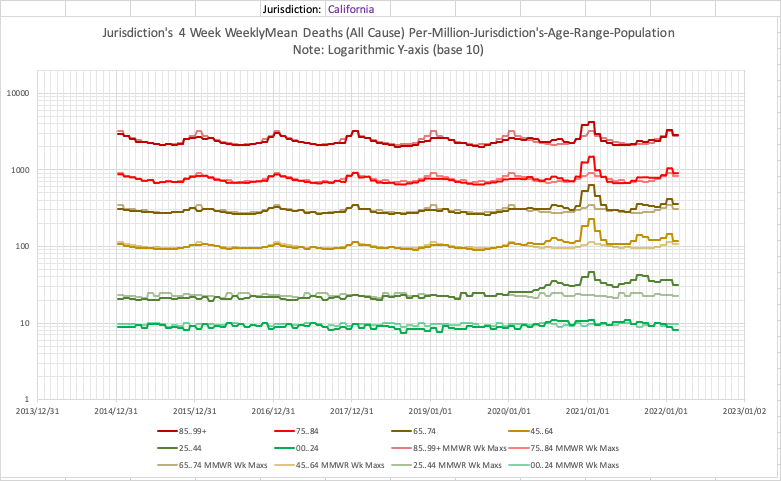 Jurisdiction: California
Jurisdiction's 4 Week WeeklyMean Deaths (All Cause) Per-Million-Jurisdiction's-Age-Range-Population
Note: Logarithmic Y-axis (base 10)
10000
1000
100
10
1
2013/12/31 2014/12/31 2015/12/31 2016/12/31 2017/12/31 2019/01/01 2020/01/01 2021/01/01 2022/01/01 2023/01/02
85..99+ 75..84 65..74 45..64
25..44 00..24 85..99+ MMWR Wk Maxs 75..84 MMWR Wk Maxs
65..74 MMWR Wk Maxs 45..64 MMWR Wk Maxs 25..44 MMWR Wk Maxs 00..24 MMWR Wk Maxs